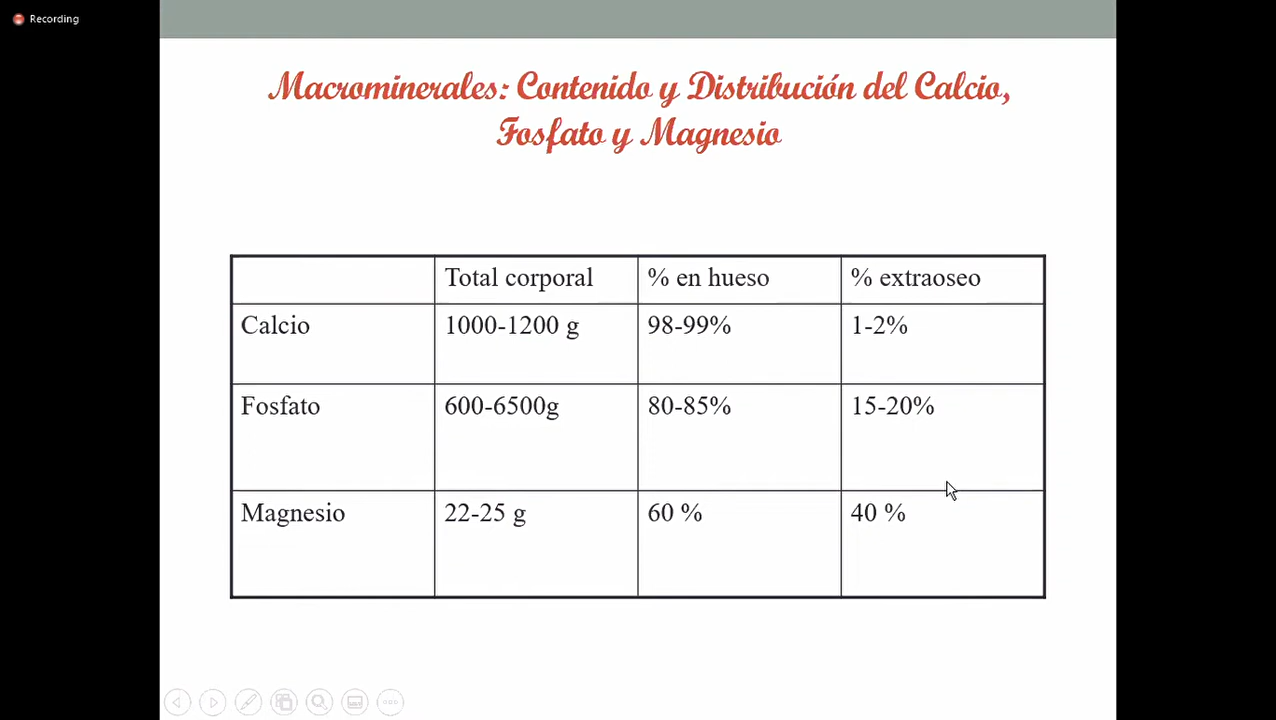 Recording
Macrominerales: Contenido y Distribución del Calcio,
Fosfato y Magnesio
Total corporal % en hueso % extraoseo
Calcio 1000-1200 g 98-99% 1-2%
Fosfato 600-6500g 80-85% 15-20%
Magnesio 22-25 g 60 % 40 %